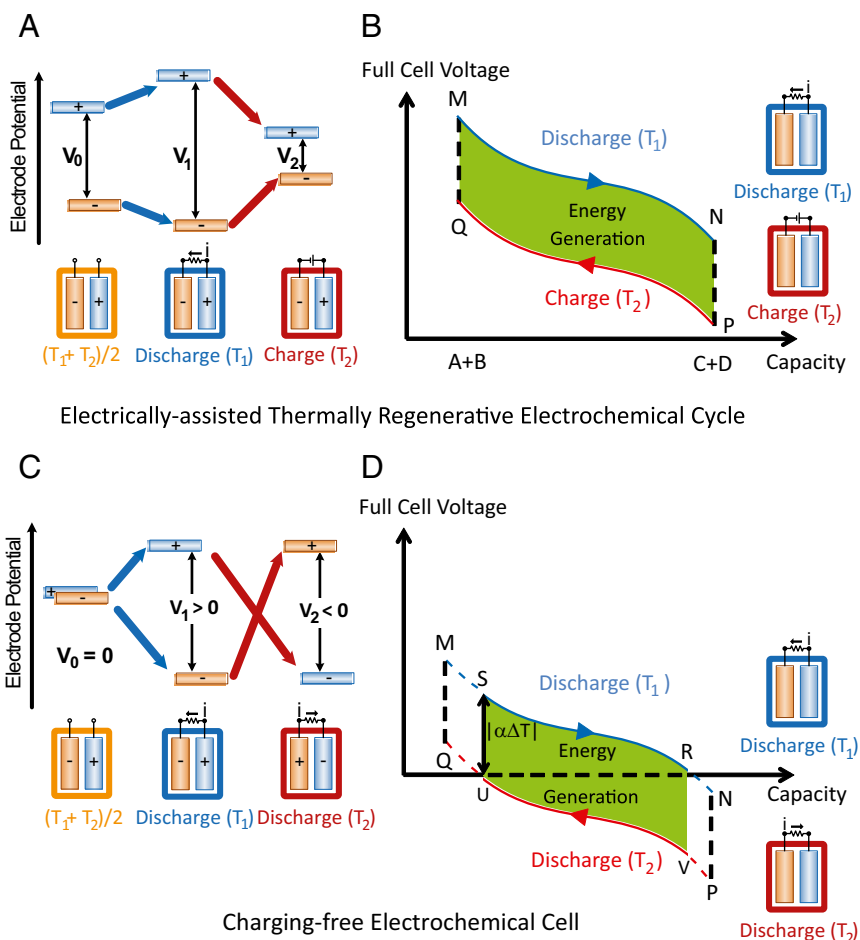 A
Electrode Potential
+
-
V0
+
-
V1
+
-
V2
- +
(T1+ T2)/2
i
- +
Discharge (T1)
- +
Charge (T2)
B
Full Cell Voltage
M
Discharge (T1)
N
Energy
Generation
Q
Charge (T2)
P
A+B
C+D
Capacity
i
Discharge (T1)
Charge (T2)
Electrically-assisted Thermally Regenerative Electrochemical Cycle
C
Electrode Potential
+
-
V0 = 0
+
V1 > 0
-
+
V2 < 0
-
- +
(T1+ T2)/2
i
- +
Discharge (T1)
i
+ -
Discharge (T2)
D
Full Cell Voltage
M
S
Discharge (T1)
|αΔT|
Energy
R
Q
U
Generation
N
Capacity
Discharge (T2)
V
P
i
Discharge (T1)
i
Discharge (T2)
Charging-free Electrochemical Cell